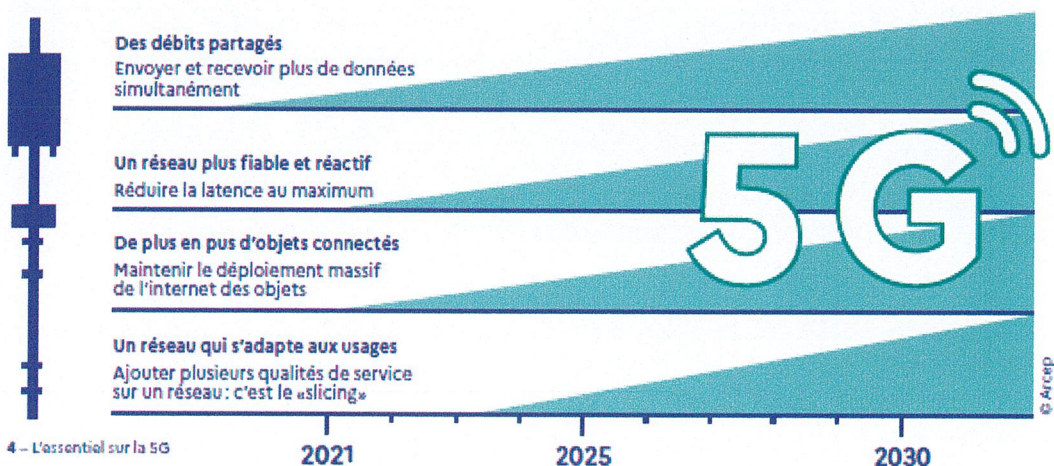 Des débits partagés
Envoyer et recevoir plus de données
simultanément
Un réseau plus fiable et réactif
Réduire la latence au maximum
De plus en pus d'objets connectés
Maintenir le déploiement massif
de l'internet des objets
Un réseau qui s'adapte aux usages
Ajouter plusieurs qualités de service
sur un réseau : c'est le «slicing»
5G
© Arcep
2021
2025
2030
4 – L'essentiel sur la 5G